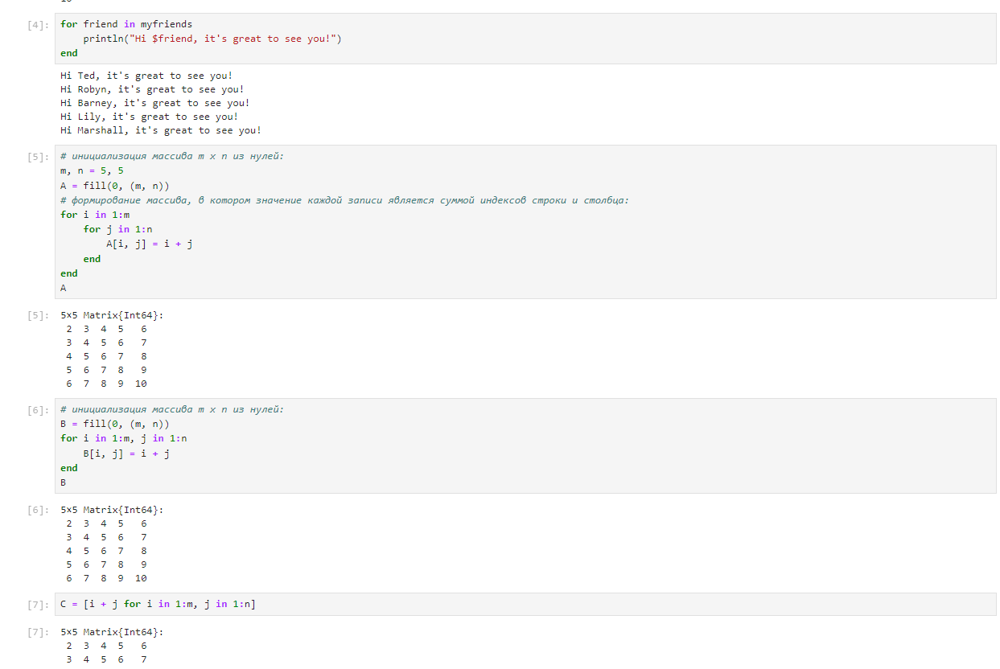 [4]: for friend in myfriends
    println("Hi $friend, it's great to see you!")
end
Hi Ted, it's great to see you!
Hi Robyn, it's great to see you!
Hi Barney, it's great to see you!
Hi Lily, it's great to see you!
Hi Marshall, it's great to see you!
[5]: # инициализация массива m x n из нулей:
m, n = 5, 5
A = fill(0, (m, n))
# формирование массива, в котором значение каждой записи является суммой индексов строки и столбца:
for i in 1:m
    for j in 1:n
        A[i, j] = i + j
    end
end
A
[5]: 5×5 Matrix{Int64}:
 2  3  4  5   6
 3  4  5  6   7
 4  5  6  7   8
 5  6  7  8   9
 6  7  8  9  10
[6]: # инициализация массива m x n из нулей:
B = fill(0, (m, n))
for i in 1:m, j in 1:n
    B[i, j] = i + j
end
B
[6]: 5×5 Matrix{Int64}:
 2  3  4  5   6
 3  4  5  6   7
 4  5  6  7   8
 5  6  7  8   9
 6  7  8  9  10
[7]: C = [i + j for i in 1:m, j in 1:n]
[7]: 5×5 Matrix{Int64}:
 2  3  4  5   6
 3  4  5  6   7